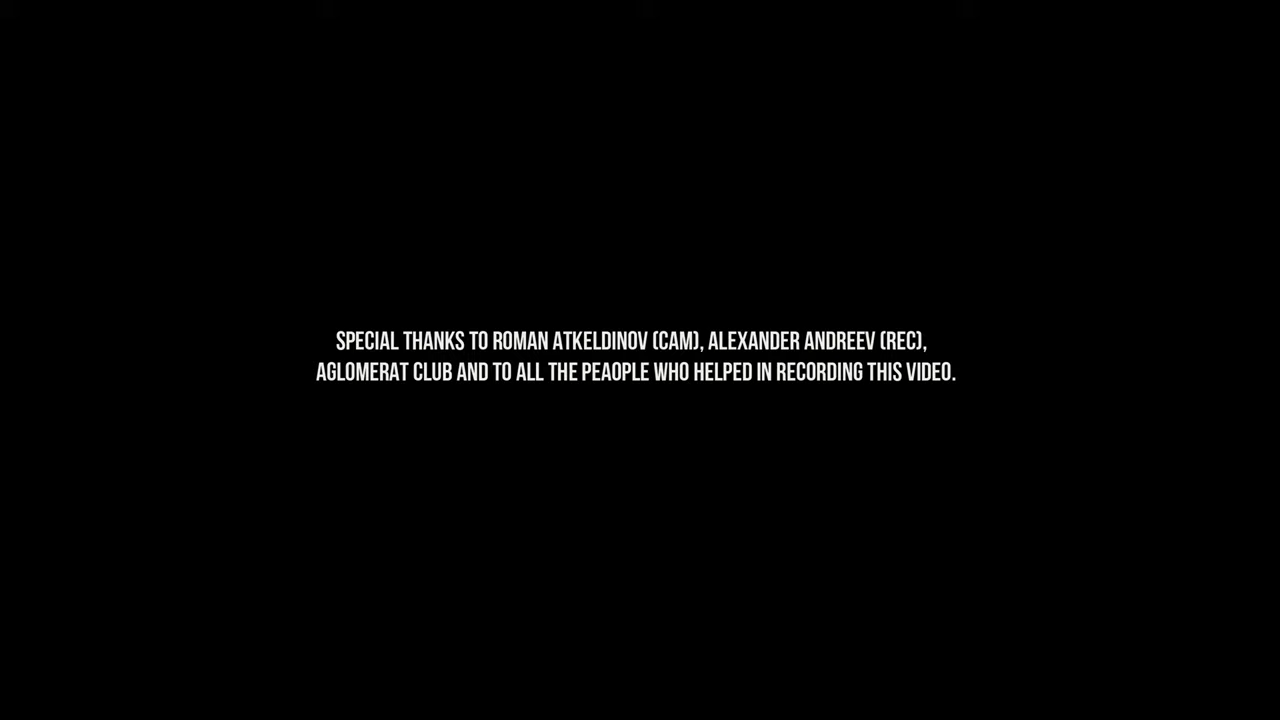 SPECIAL THANKS TO ROMAN ATKELDINOV (CAM), ALEXANDER ANDREEV (REC),
AGLOMERAT CLUB AND TO ALL THE PEAOPLE WHO HELPED IN RECORDING THIS VIDEO.